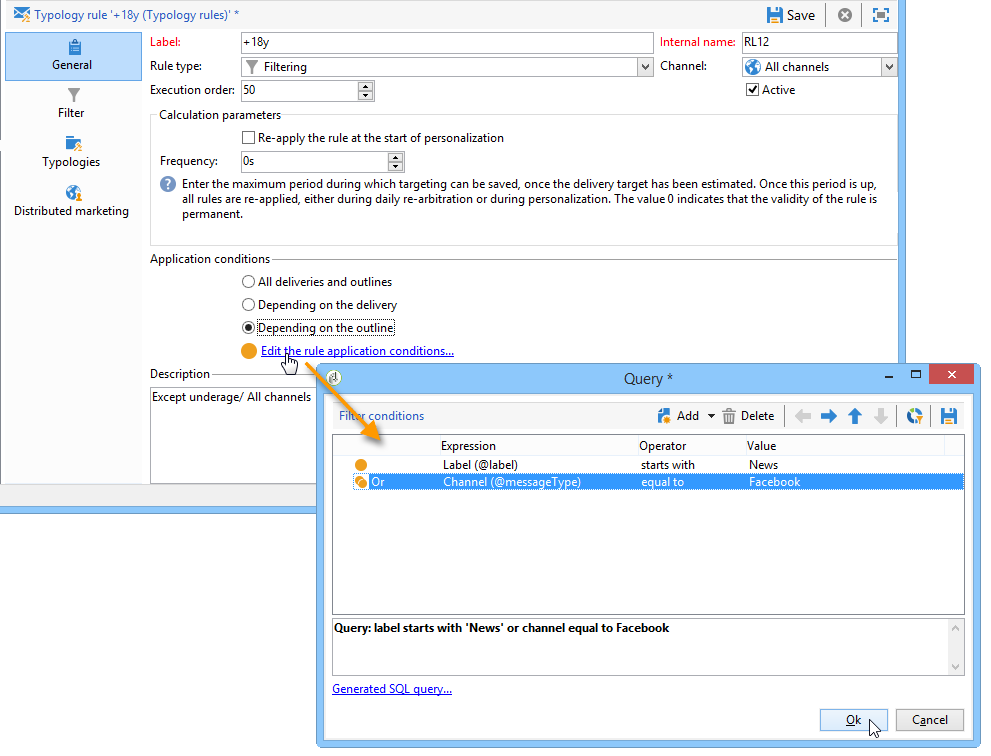 Typology rule '+18y (Typology rules)' *
Save
General
Filter
Typologies
Distributed marketing
Label: +18y Internal name: RL12
Rule type: Filtering Channel: All channels
Execution order: 50 Active
Calculation parameters
Re-apply the rule at the start of personalization
Frequency: 0s
Enter the maximum period during which targeting can be saved, once the delivery target has been estimated. Once this period is up,
all rules are re-applied, either during daily re-arbitration or during personalization. The value 0 indicates that the validity of the rule is
permanent.
Application conditions
All deliveries and outlines
Depending on the delivery
Depending on the outline
Edit the rule application conditions...
Description
Except underage/ All channels
Query *
Filter conditions Add Delete
Expression Operator Value
Label (@label) starts with News
Or Channel (@messageType) equal to Facebook
Query: label starts with 'News' or channel equal to Facebook
Generated SQL query...
Ok Cancel